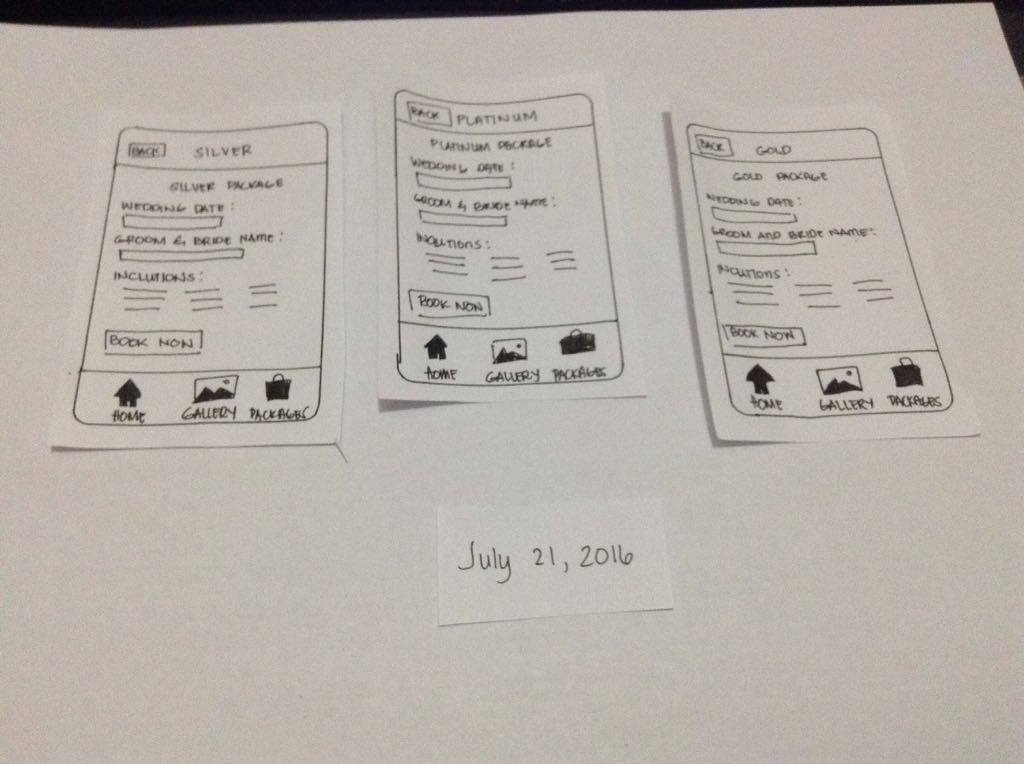 BACK SILVER
SILVER PACKAGE
WEDDING DATE:
GROOM & BRIDE NAME:
INCLUTIONS:
BOOK NOW
HOME GALLERY PACKAGES
BACK PLATINUM
PLATINUM PACKAGE
WEDDING DATE:
GROOM & BRIDE NAME:
INCLUTIONS:
BOOK NOW
HOME GALLERY PACKAGES
BACK GOLD
GOLD PACKAGE
WEDDING DATE:
GROOM AND BRIDE NAME:
INCLUTIONS:
BOOK NOW
HOME GALLERY PACKAGES
July 21, 2016